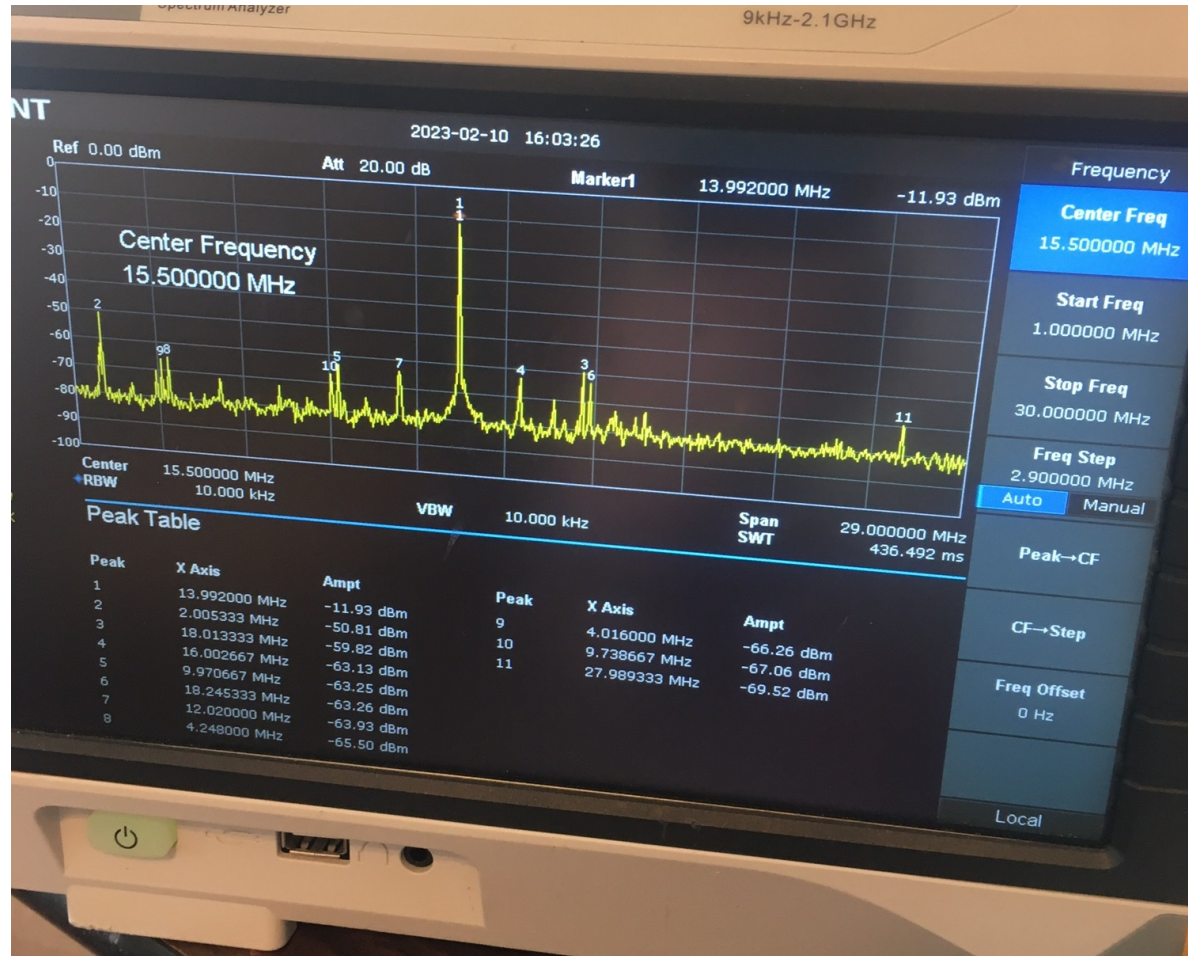 Spectrum Analyzer
9kHz-2.1GHz
NT
2023-02-10 16:03:26
Ref 0.00 dBm
Att 20.00 dB
Marker1 13.992000 MHz -11.93 dBm
0
-10
-20
-30
-40
-50
-60
-70
-80
-90
-100
Center Frequency
15.500000 MHz
1
1
2
98
10
5
7
4
3
6
11
Center 15.500000 MHz
RBW 10.000 kHz
VBW 10.000 kHz
Span 29.000000 MHz
SWT 436.492 ms
Peak Table
Peak X Axis Ampt
1 13.992000 MHz -11.93 dBm
2 2.005333 MHz -50.81 dBm
3 18.013333 MHz -59.82 dBm
4 16.002667 MHz -63.13 dBm
5 9.970667 MHz -63.25 dBm
6 18.245333 MHz -63.26 dBm
7 12.020000 MHz -63.93 dBm
8 4.248000 MHz -65.50 dBm
Peak X Axis Ampt
9 4.016000 MHz -66.26 dBm
10 9.738667 MHz -67.06 dBm
11 27.989333 MHz -69.52 dBm
Frequency
Center Freq
15.500000 MHz
Start Freq
1.000000 MHz
Stop Freq
30.000000 MHz
Freq Step
2.900000 MHz
Auto Manual
Peak→CF
CF→Step
Freq Offset
0 Hz
Local